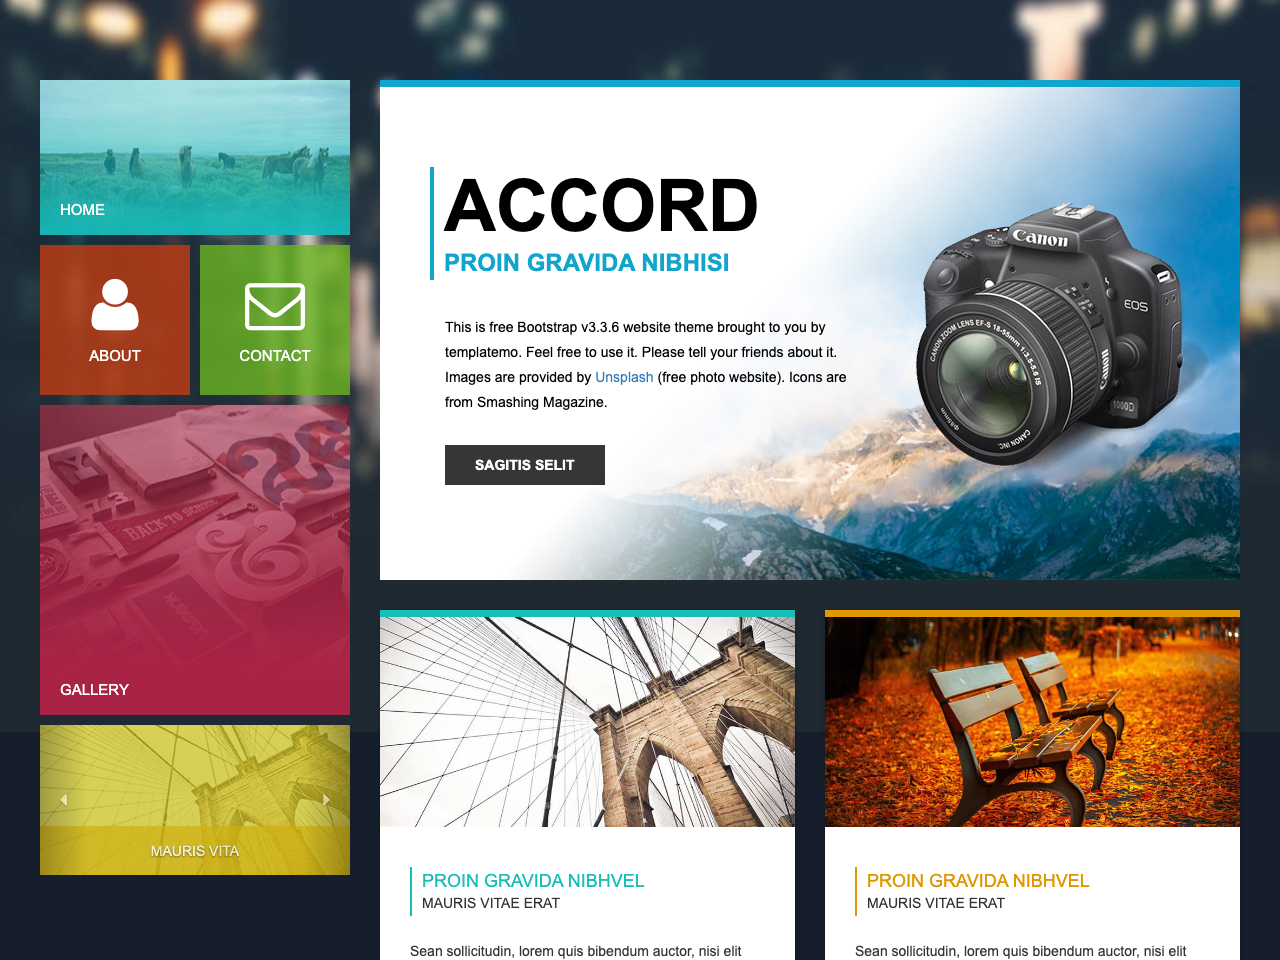 HOME
ABOUT
CONTACT
BACK TO SCHOOL
GALLERY
MAURIS VITA
ACCORD
PROIN GRAVIDA NIBHISI
This is free Bootstrap v3.3.6 website theme brought to you by
templatemo. Feel free to use it. Please tell your friends about it.
Images are provided by Unsplash (free photo website). Icons are
from Smashing Magazine.
SAGITIS SELIT
Canon
EOS
CANON ZOOM LENS EF-S 18-55mm 1:3.5-5.6 IS
Canon
1000D
CANON INC.
PROIN GRAVIDA NIBHVEL
MAURIS VITAE ERAT
Sean sollicitudin, lorem quis bibendum auctor, nisi elit
PROIN GRAVIDA NIBHVEL
MAURIS VITAE ERAT
Sean sollicitudin, lorem quis bibendum auctor, nisi elit